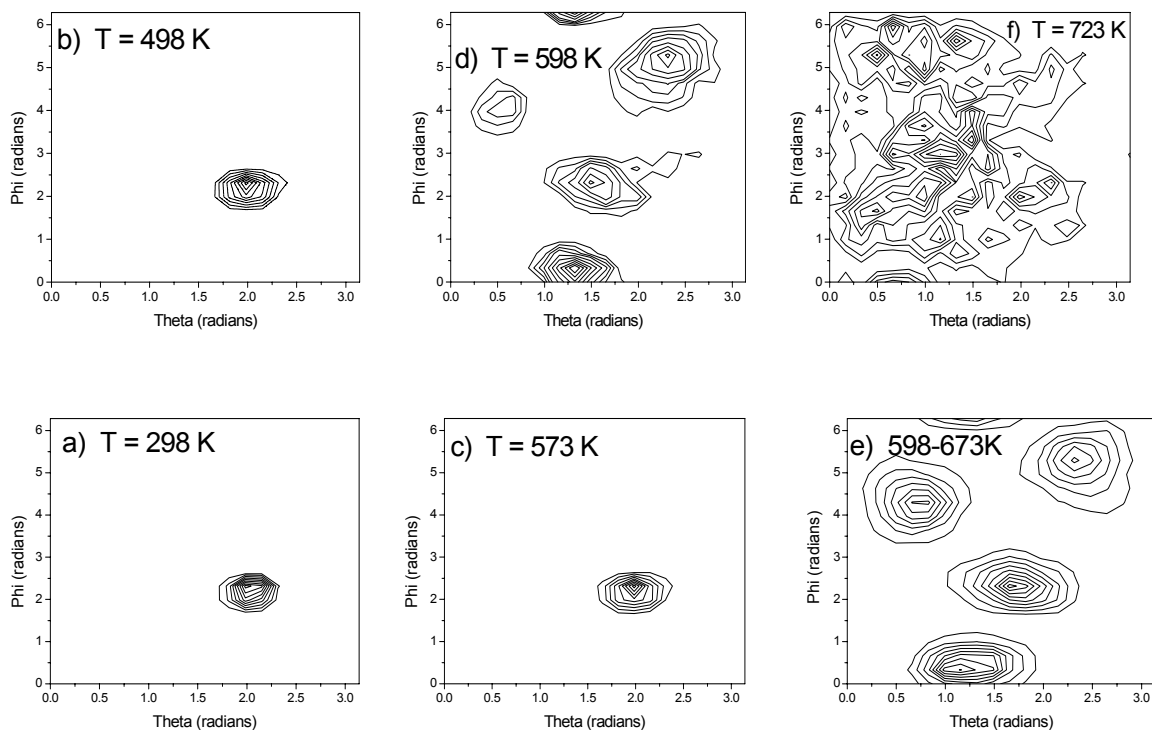 b) T = 498 K
6
5
4
3
2
1
0
Phi (radians)
0.0 0.5 1.0 1.5 2.0 2.5 3.0
Theta (radians)
d) T = 598 K
6
5
4
3
2
1
0
Phi (radians)
0.0 0.5 1.0 1.5 2.0 2.5 3.0
Theta (radians)
f) T = 723 K
6
5
4
3
2
1
0
Phi (radians)
0.0 0.5 1.0 1.5 2.0 2.5 3.0
Theta (radians)
a) T = 298 K
6
5
4
3
2
1
0
Phi (radians)
0.0 0.5 1.0 1.5 2.0 2.5 3.0
Theta (radians)
c) T = 573 K
6
5
4
3
2
1
0
Phi (radians)
0.0 0.5 1.0 1.5 2.0 2.5 3.0
Theta (radians)
e) 598-673K
6
5
4
3
2
1
0
Phi (radians)
0.0 0.5 1.0 1.5 2.0 2.5 3.0
Theta (radians)